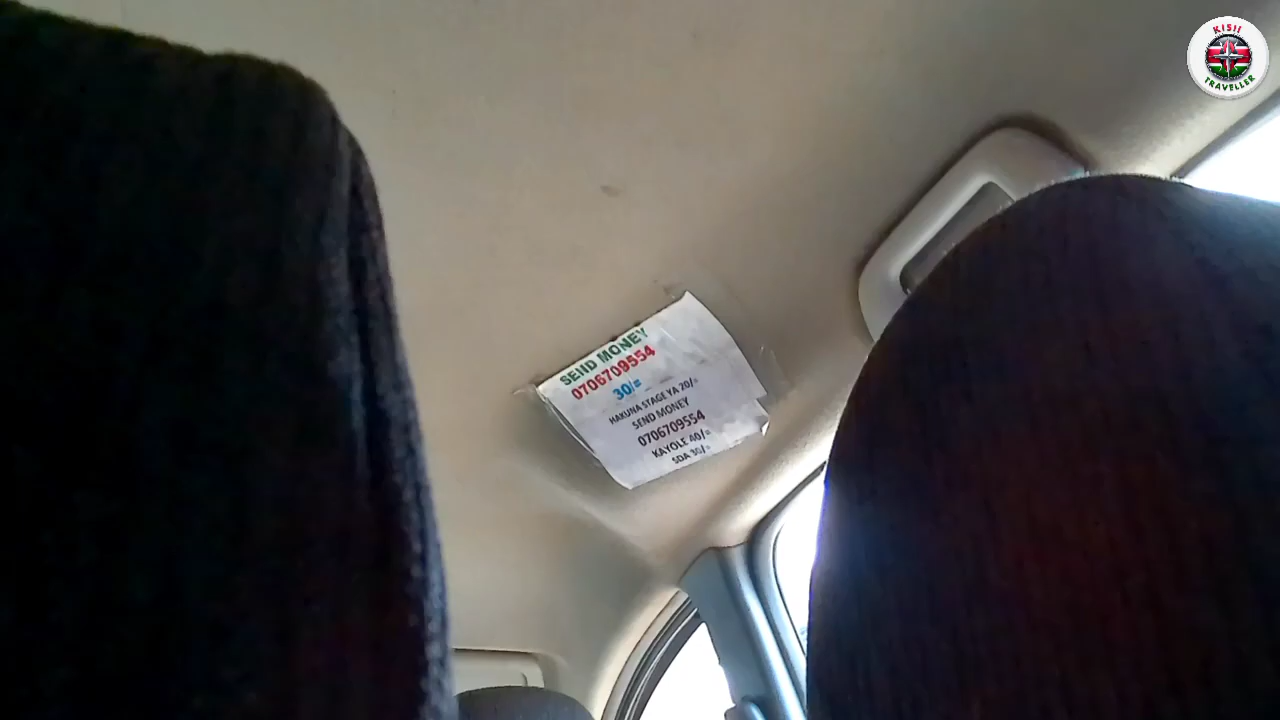 KISII
TRAVELLER
SEND MONEY
0706709554
30/=
HAKUNA STAGE YA 20/=
SEND MONEY
0706709554
KAYOLE 40/=
SDA 30/=